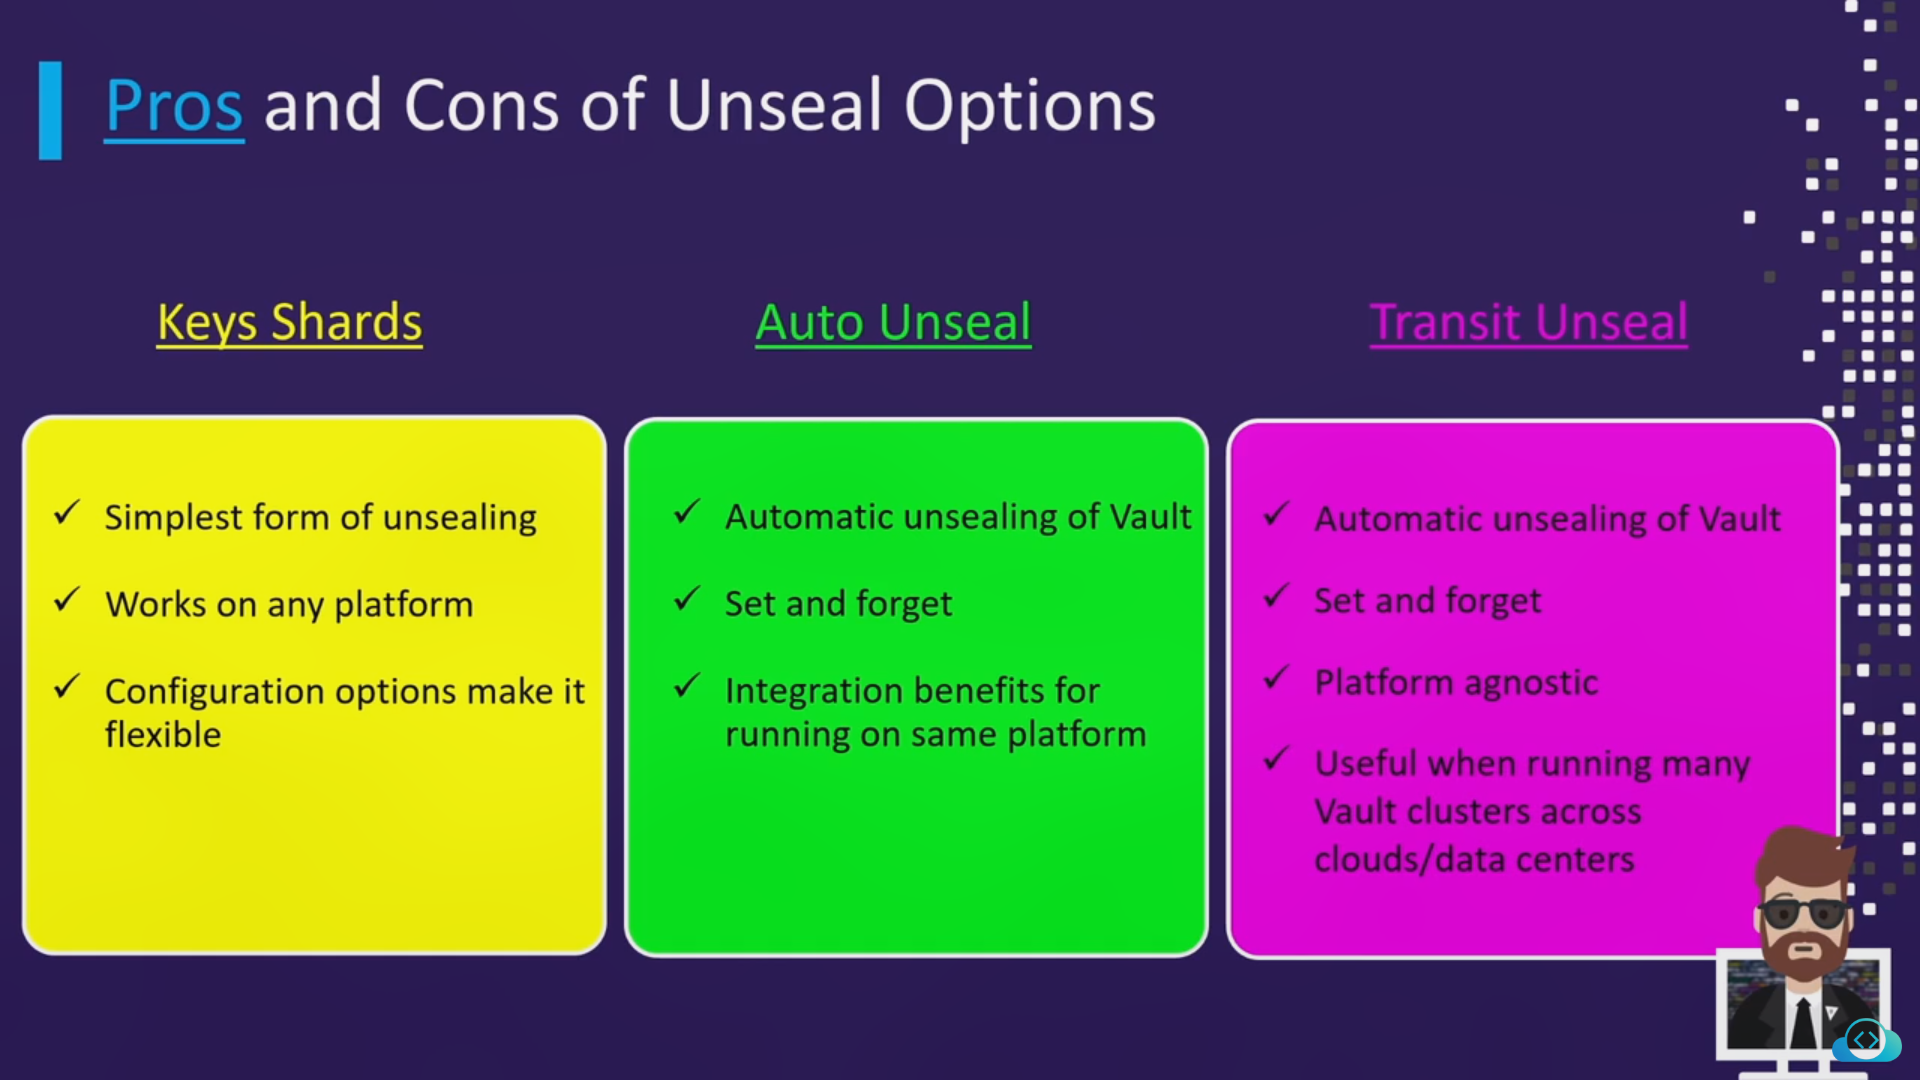 Pros and Cons of Unseal Options
Keys Shards
✓ Simplest form of unsealing
✓ Works on any platform
✓ Configuration options make it
flexible
Auto Unseal
✓ Automatic unsealing of Vault
✓ Set and forget
✓ Integration benefits for
running on same platform
Transit Unseal
✓ Automatic unsealing of Vault
✓ Set and forget
✓ Platform agnostic
✓ Useful when running many
Vault clusters across
clouds/data centers